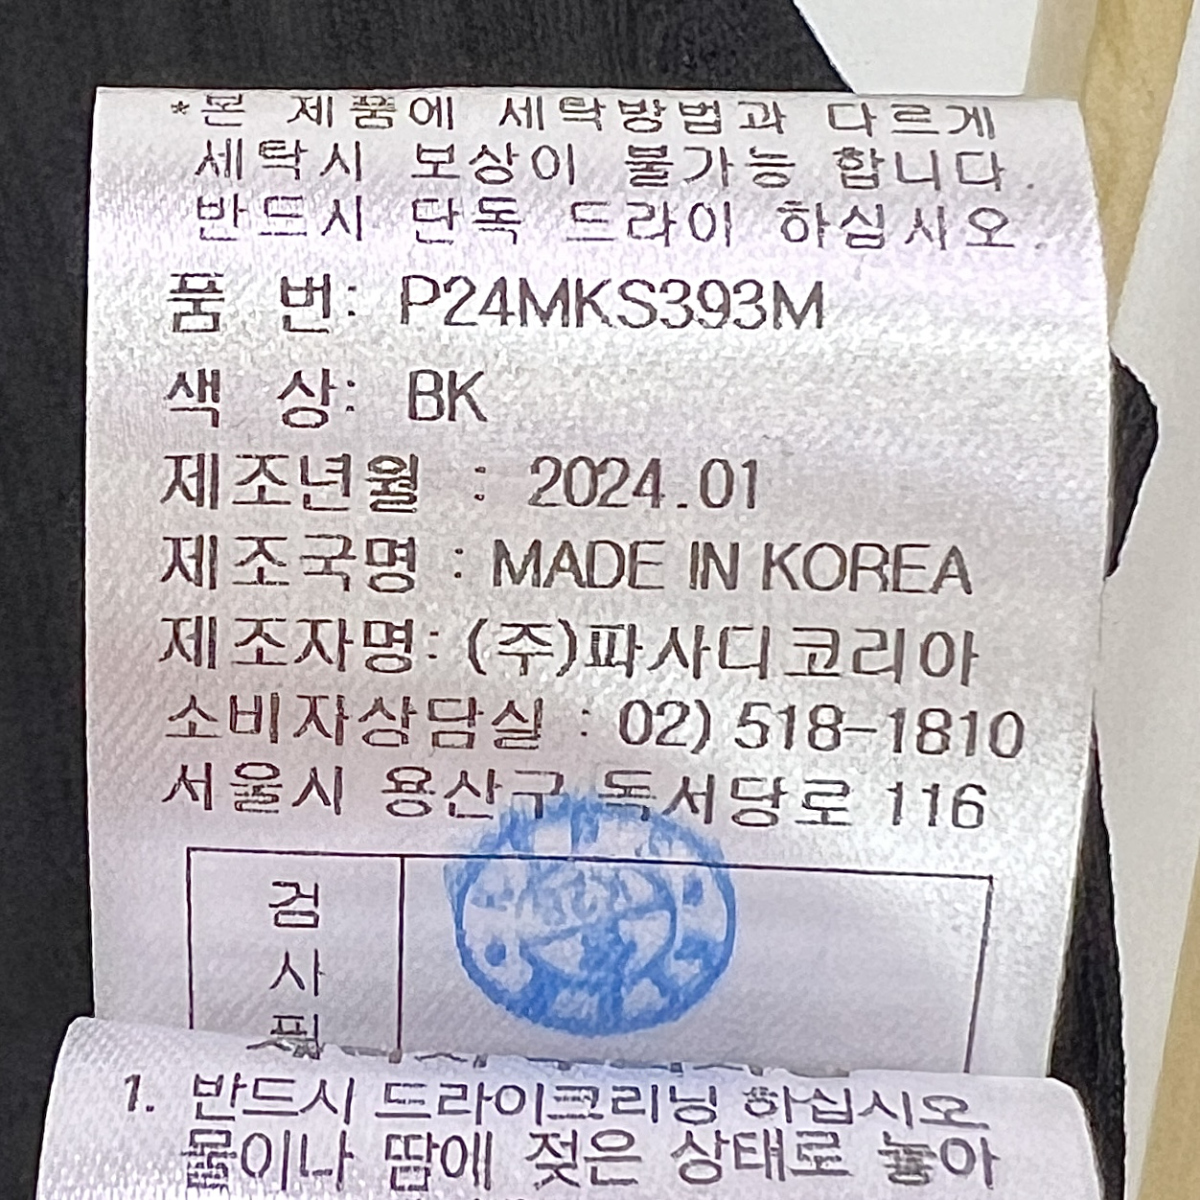 *본 제품에 세탁방법과 다르게
세탁시 보상이 불가능 합니다.
반드시 단독 드라이 하십시오.
품 번: P24MKS393M
색 상: BK
제조년월 : 2024.01
제조국명 : MADE IN KOREA
제조자명: (주)파사디코리아
소비자상담실 : 02) 518-1810
서울시 용산구 독서당로 116
검
사
필
1. 반드시 드라이크리닝 하십시오
물이나 땀에 젖은 상태로 놓아